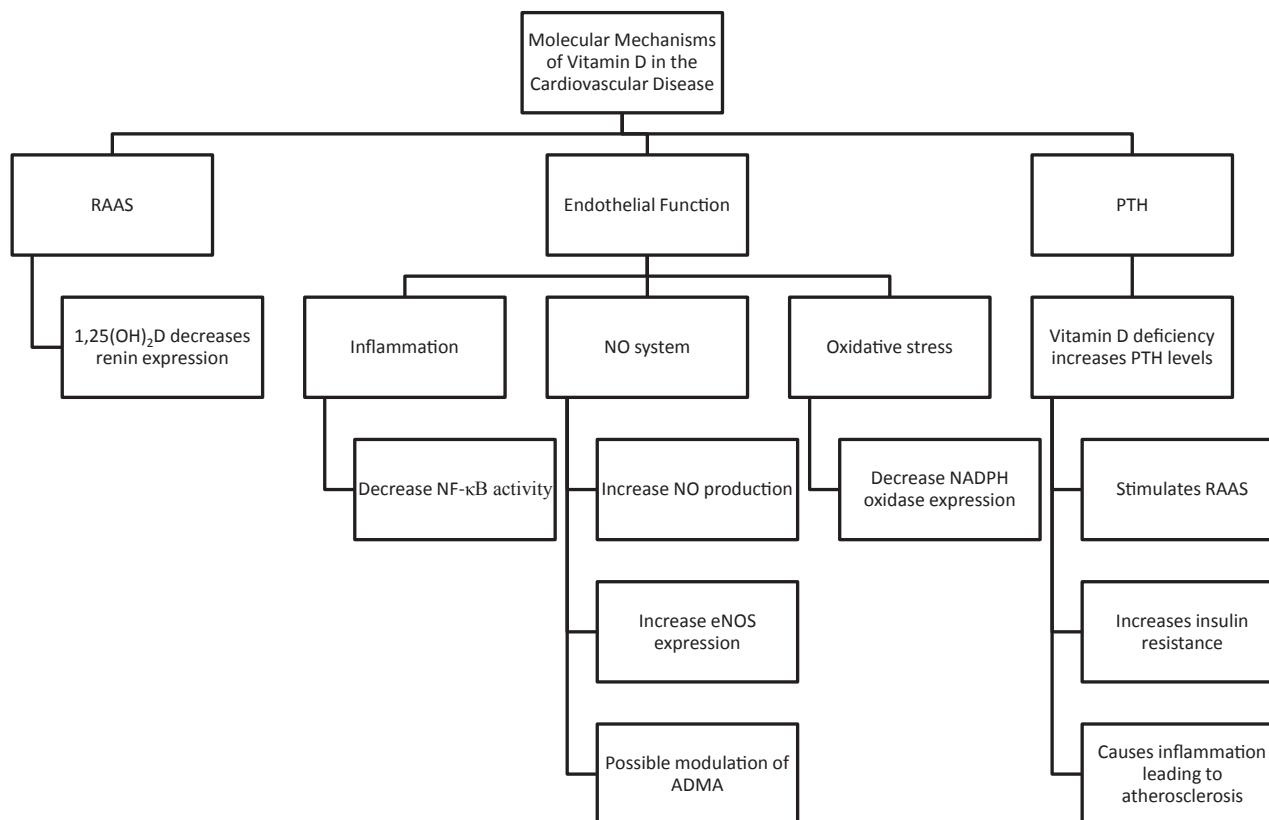 Molecular Mechanisms
of Vitamin D in the
Cardiovascular Disease
RAAS
Endothelial Function
PTH
1,25(OH)₂D decreases
renin expression
Inflammation
NO system
Oxidative stress
Vitamin D deficiency
increases PTH levels
Decrease NF-κB activity
Increase NO production
Decrease NADPH
oxidase expression
Stimulates RAAS
Increase eNOS
expression
Increases insulin
resistance
Possible modulation of
ADMA
Causes inflammation
leading to
atherosclerosis